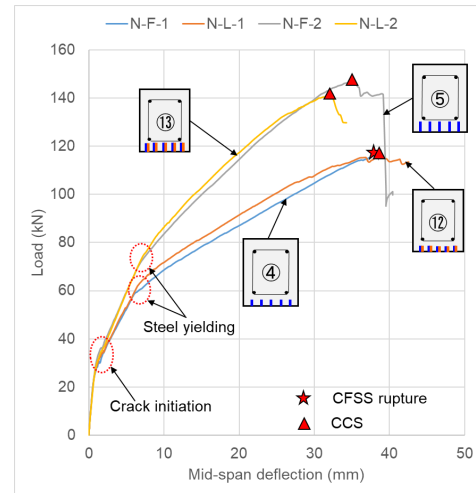 N-F-1 N-L-1 N-F-2 N-L-2
160
140
120
100
80
60
40
20
0
Load (kN)
⑬
⑤
④
⑫
Steel yielding
Crack initiation
CFSS rupture
CCS
0 10 20 30 40 50
Mid-span deflection (mm)